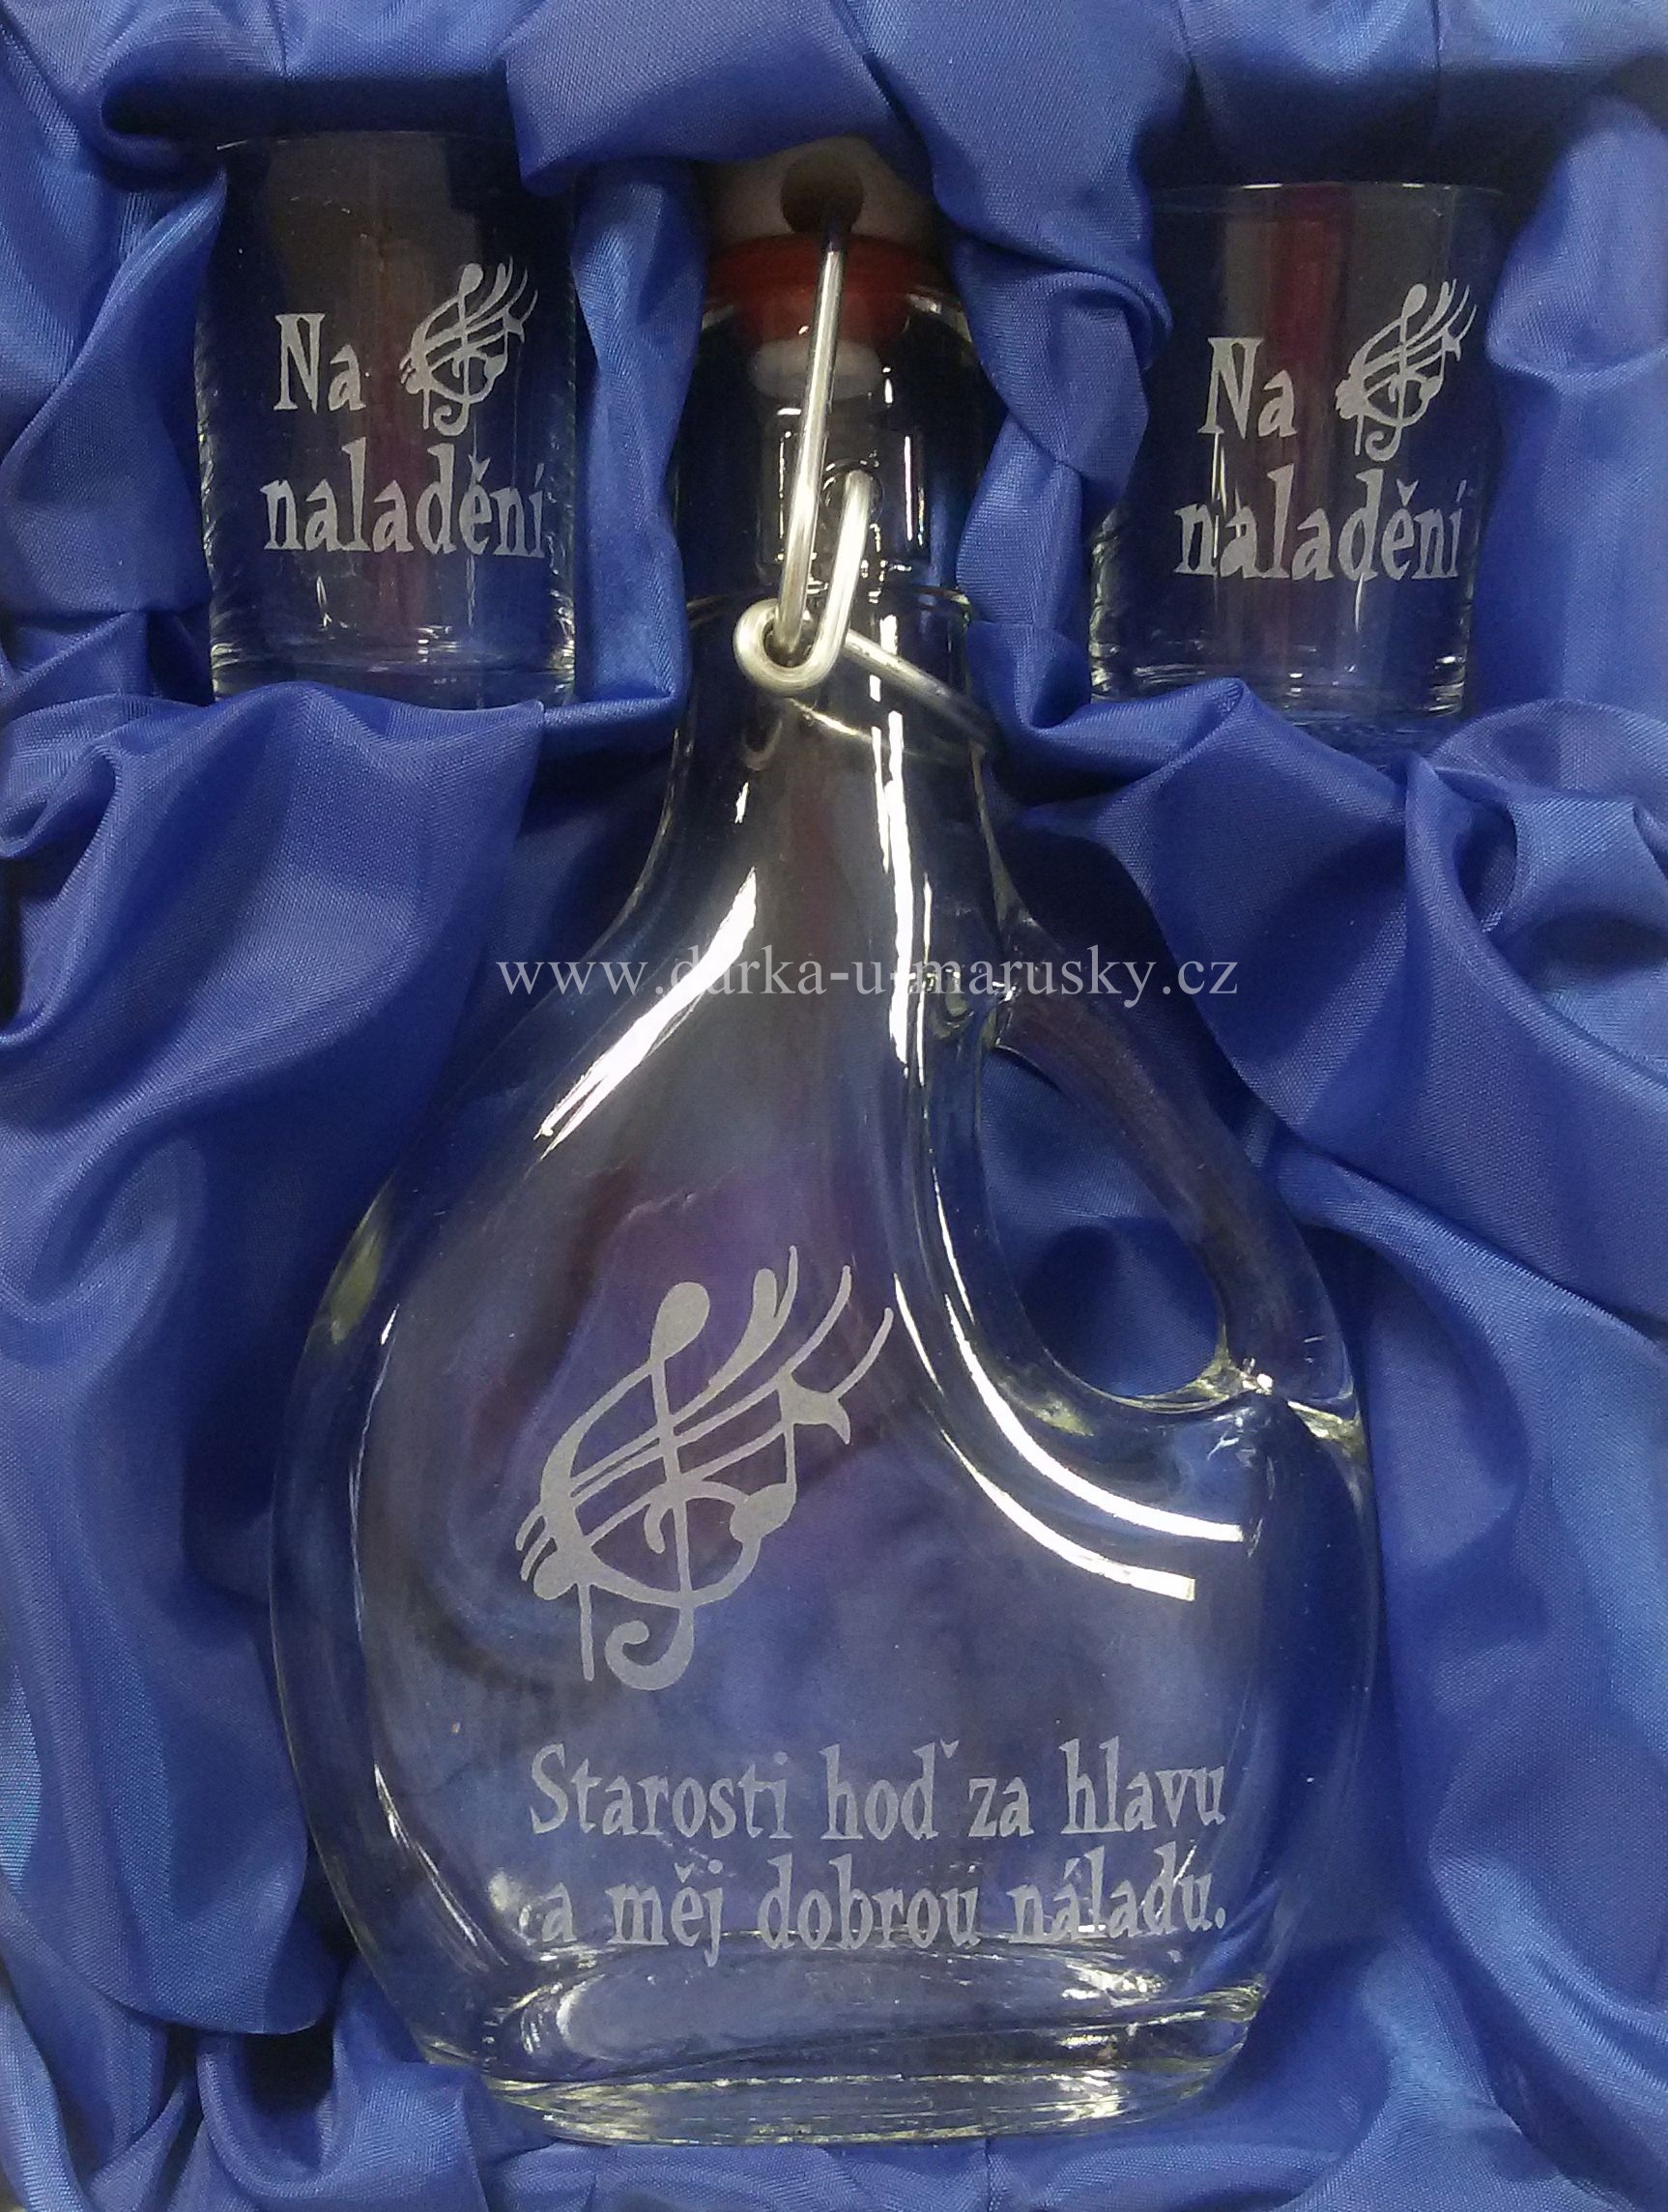 Na
naladění
Na
naladění
www.darka-u-marusky.cz
Starosti hoď za hlavu
a měj dobrou náladu.